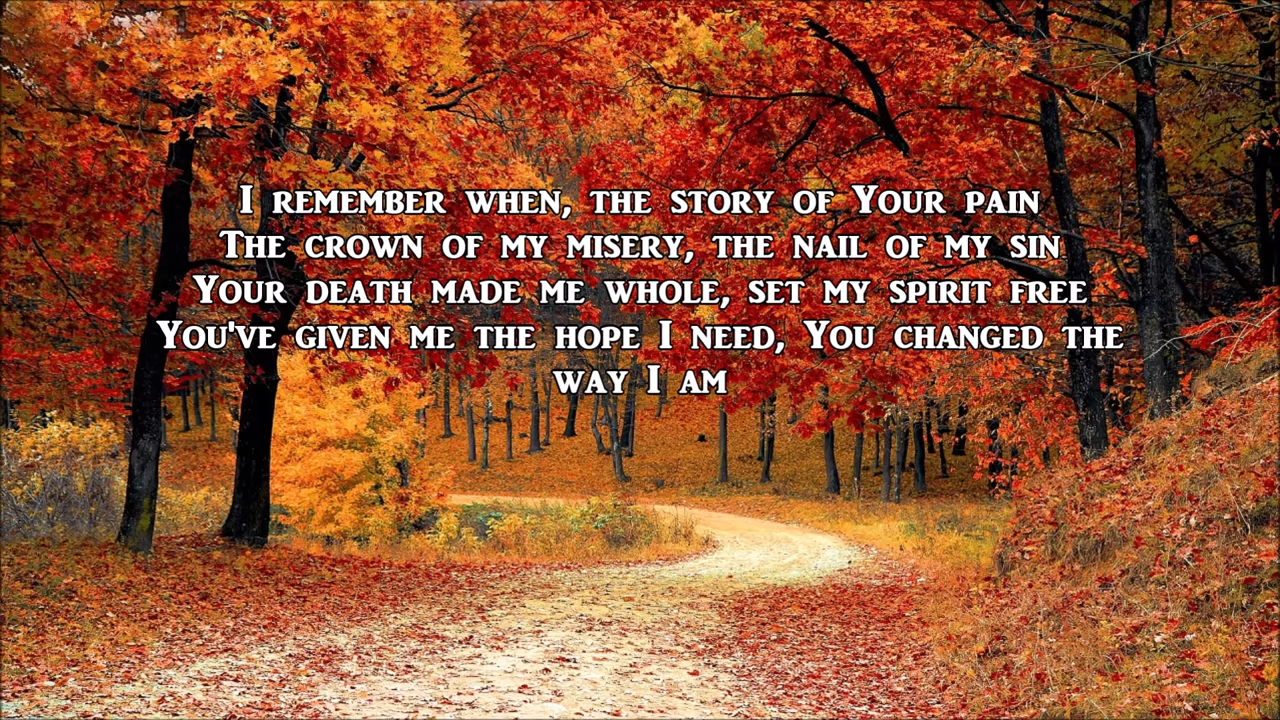 I remember when, the story of Your pain
The crown of my misery, the nail of my sin
Your death made me whole, set my spirit free
You've given me the hope I need, You changed the
way I am